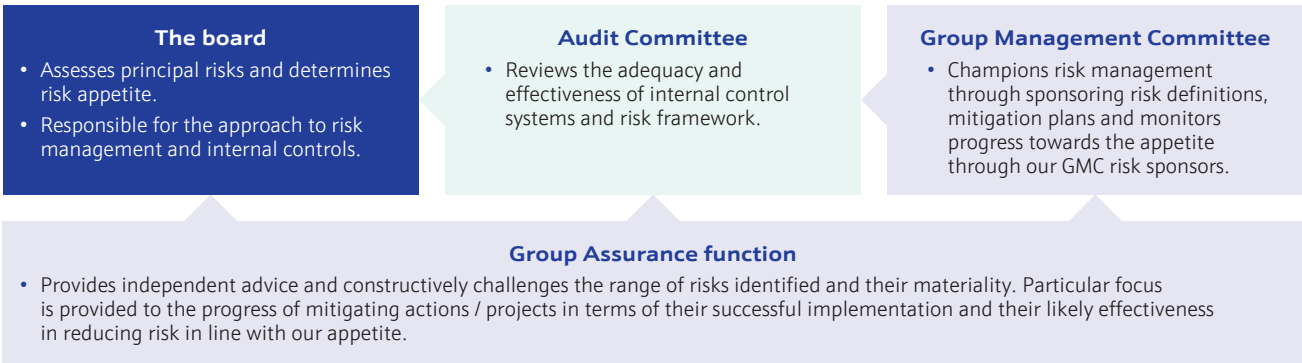 The board
• Assesses principal risks and determines
risk appetite.
• Responsible for the approach to risk
management and internal controls.
Audit Committee
• Reviews the adequacy and
effectiveness of internal control
systems and risk framework.
Group Management Committee
• Champions risk management
through sponsoring risk definitions,
mitigation plans and monitors
progress towards the appetite
through our GMC risk sponsors.
Group Assurance function
• Provides independent advice and constructively challenges the range of risks identified and their materiality. Particular focus
is provided to the progress of mitigating actions / projects in terms of their successful implementation and their likely effectiveness
in reducing risk in line with our appetite.